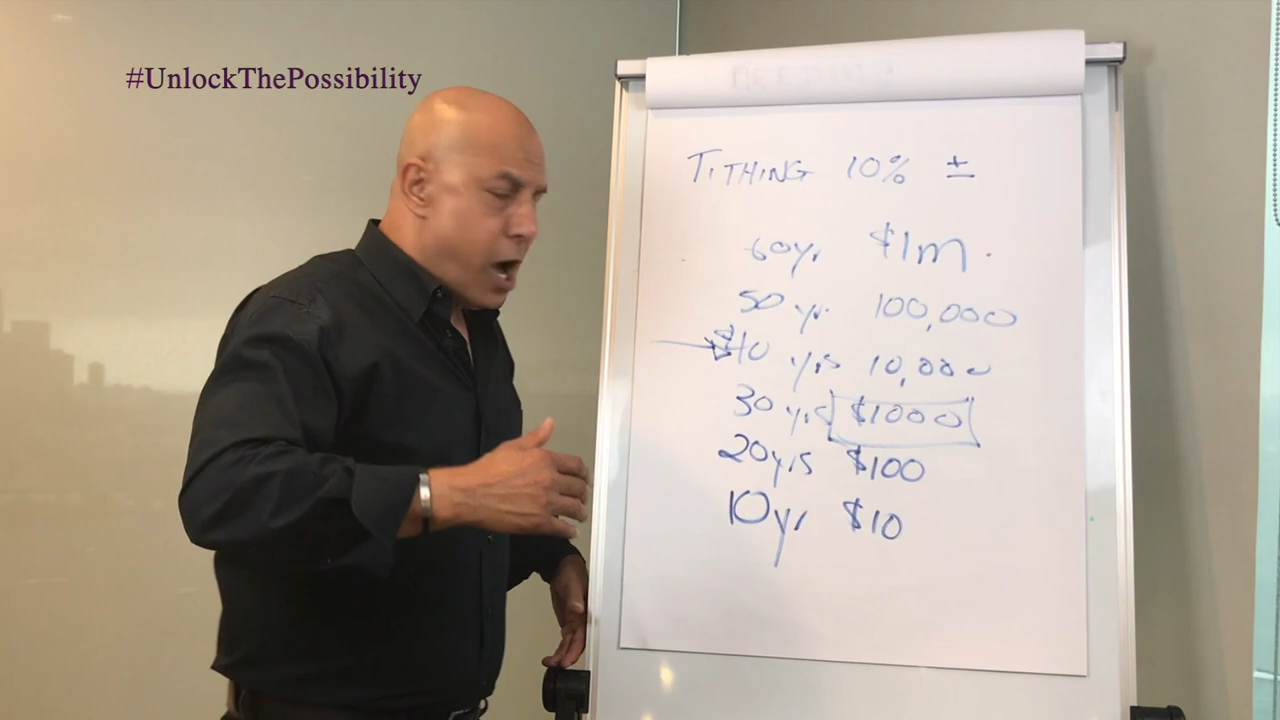 #UnlockThePossibility
TITHING 10% ±
60yr $1m.
50 yr. 100,000
40 yrs 10,000
30 yrs $1000
20yrs $100
10yr $10